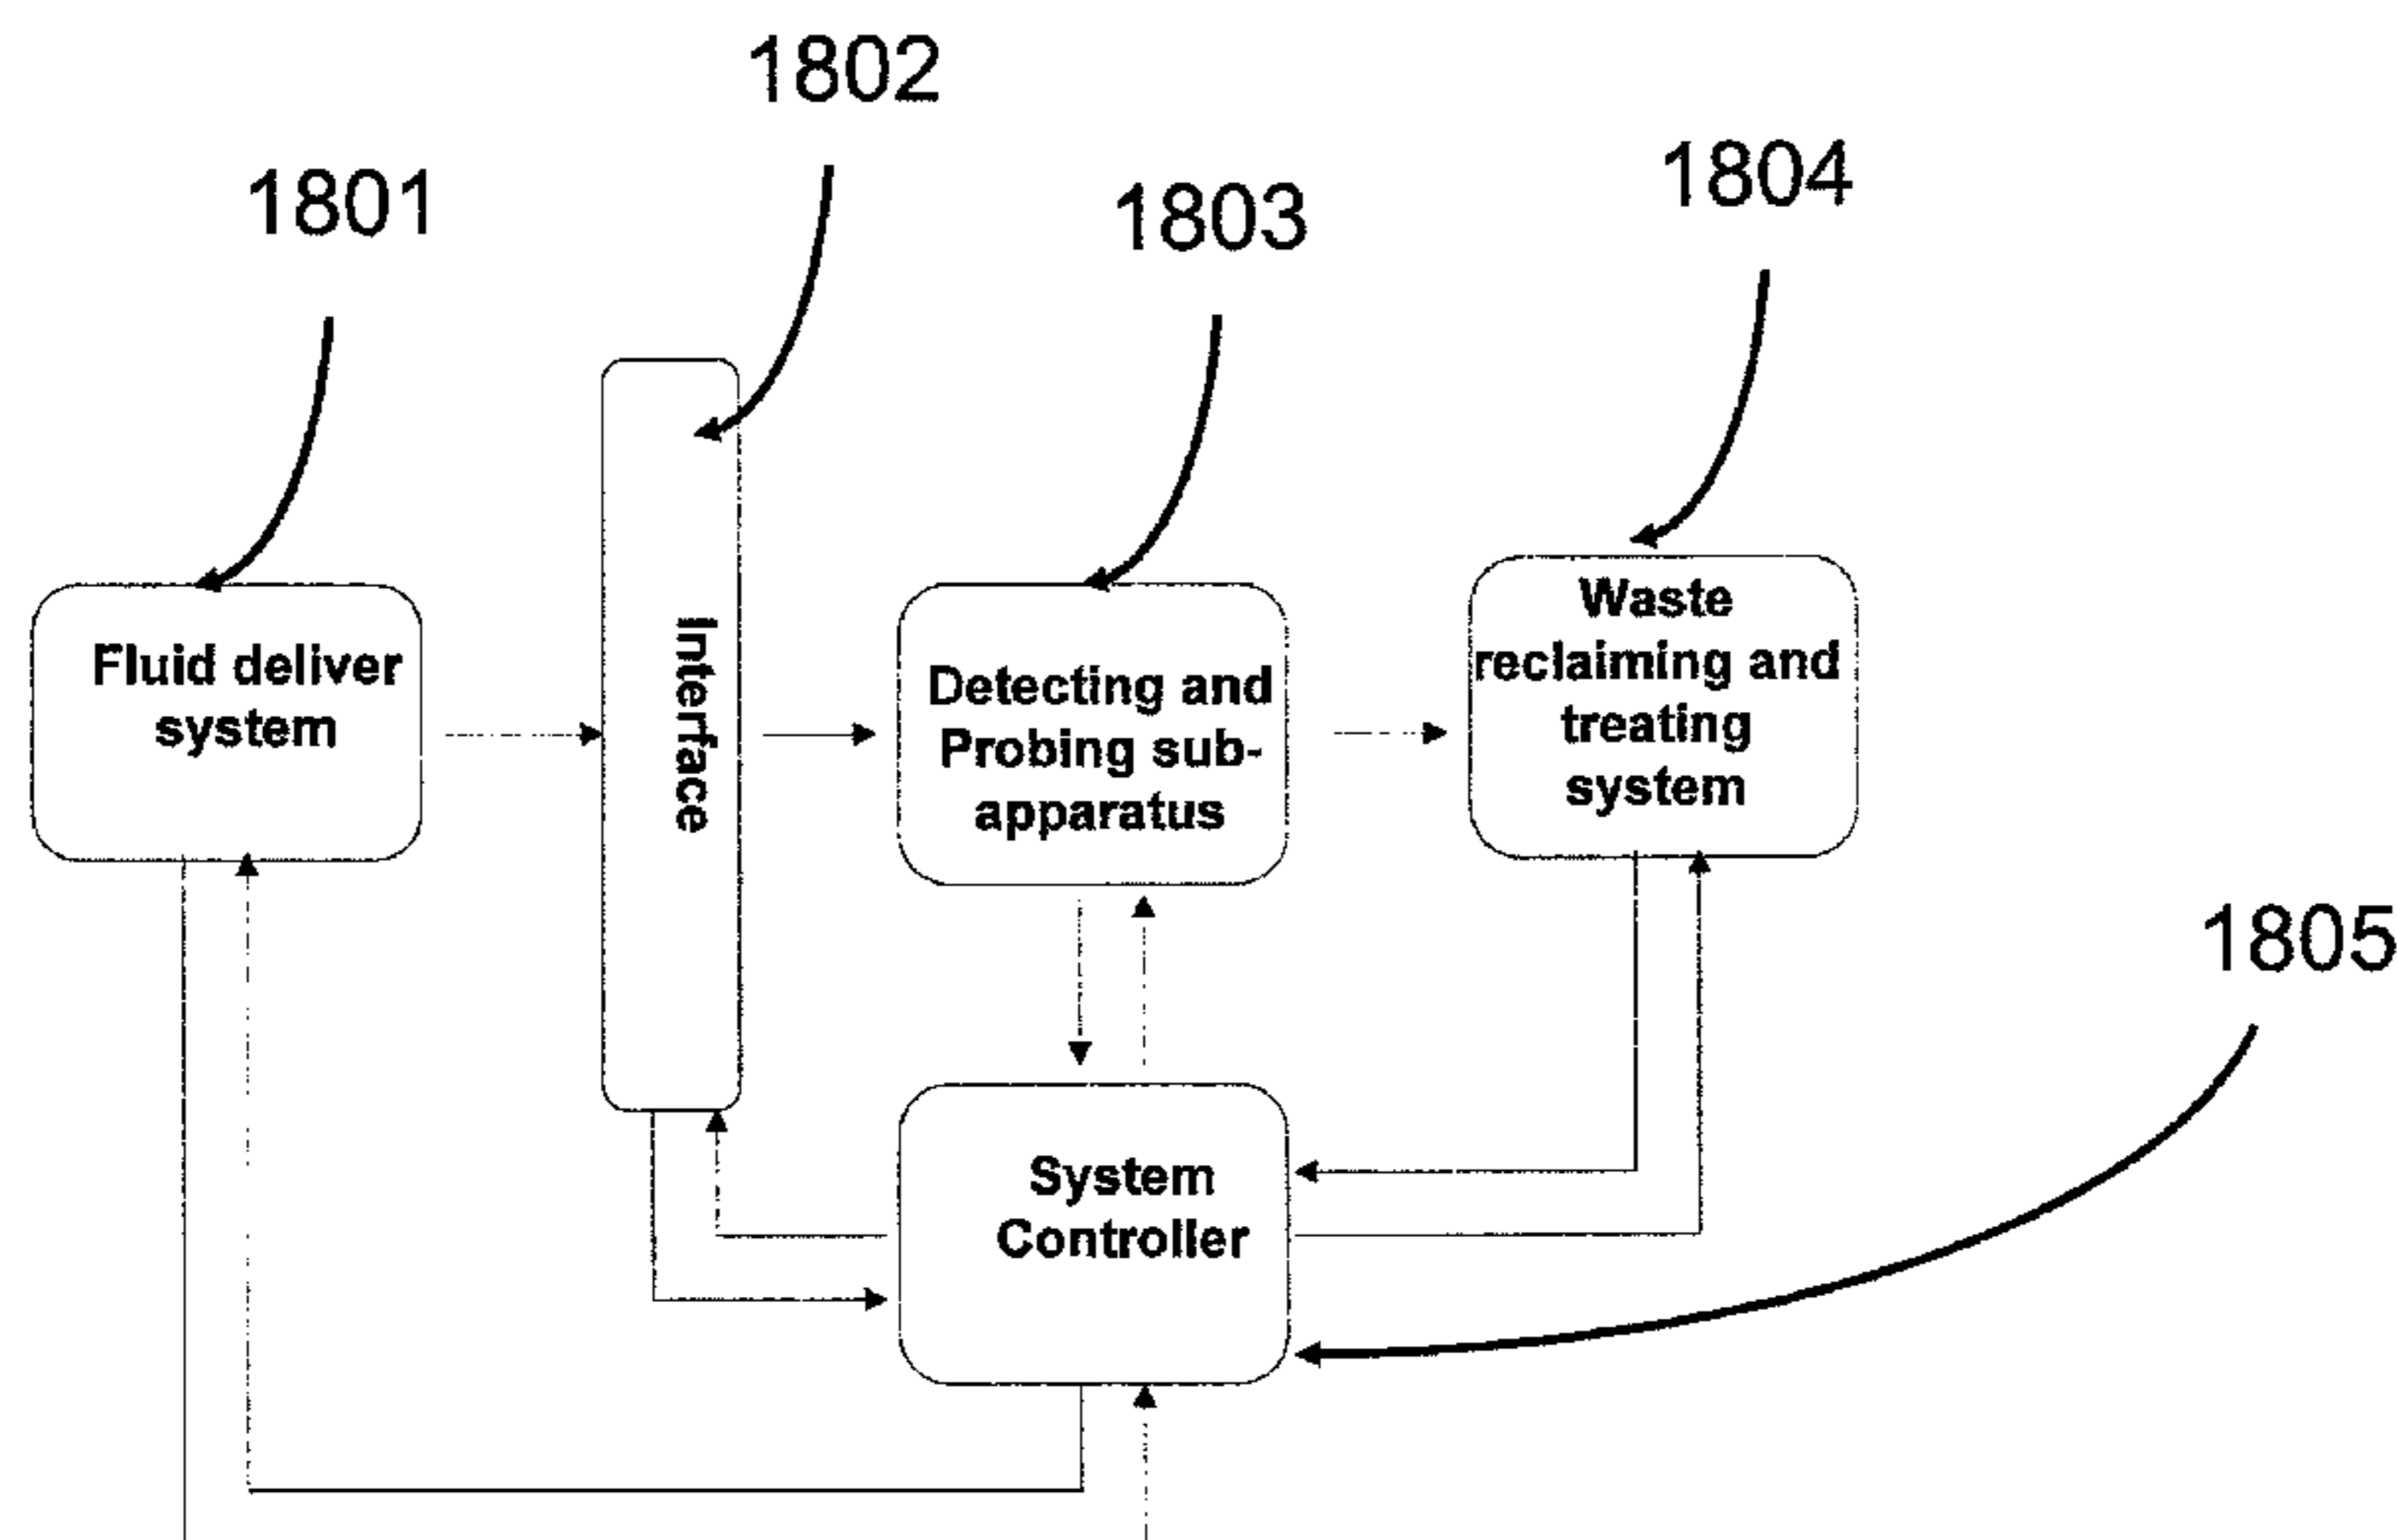 1802
1804
1801
1803
Fluid deliver
system
Interface
Detecting and
Probing sub-
apparatus
Waste
reclaiming and
treating
system
1805
System
Controller